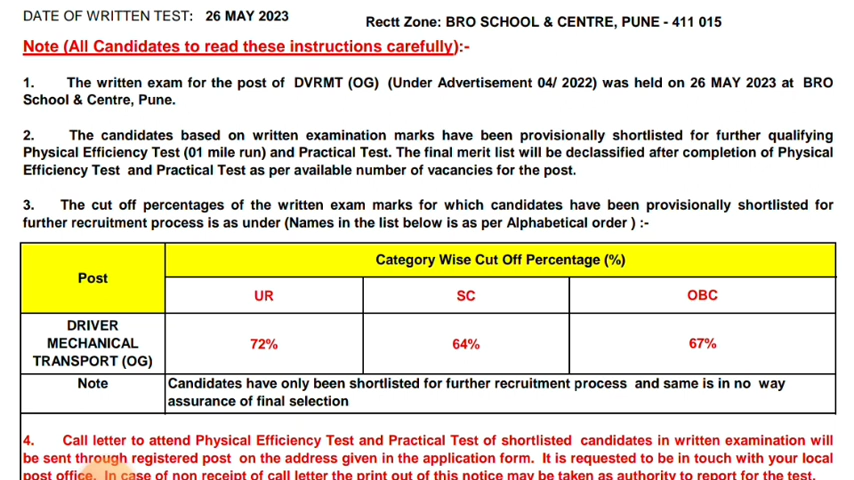 DATE OF WRITTEN TEST: 26 MAY 2023
Rectt Zone: BRO SCHOOL & CENTRE, PUNE - 411 015
Note (All Candidates to read these instructions carefully):-
1. The written exam for the post of DVRMT (OG) (Under Advertisement 04/ 2022) was held on 26 MAY 2023 at BRO
School & Centre, Pune.
2. The candidates based on written examination marks have been provisionally shortlisted for further qualifying
Physical Efficiency Test (01 mile run) and Practical Test. The final merit list will be declassified after completion of Physical
Efficiency Test and Practical Test as per available number of vacancies for the post.
3. The cut off percentages of the written exam marks for which candidates have been provisionally shortlisted for
further recruitment process is as under (Names in the list below is as per Alphabetical order ) :-
Post
Category Wise Cut Off Percentage (%)
UR SC OBC
DRIVER
MECHANICAL
TRANSPORT (OG)
72% 64% 67%
Note
Candidates have only been shortlisted for further recruitment process and same is in no way
assurance of final selection
4. Call letter to attend Physical Efficiency Test and Practical Test of shortlisted candidates in written examination will
be sent through registered post on the address given in the application form. It is requested to be in touch with your local
post office. In case of non receipt of call letter the print out of this notice may be taken as authority to report for the test.